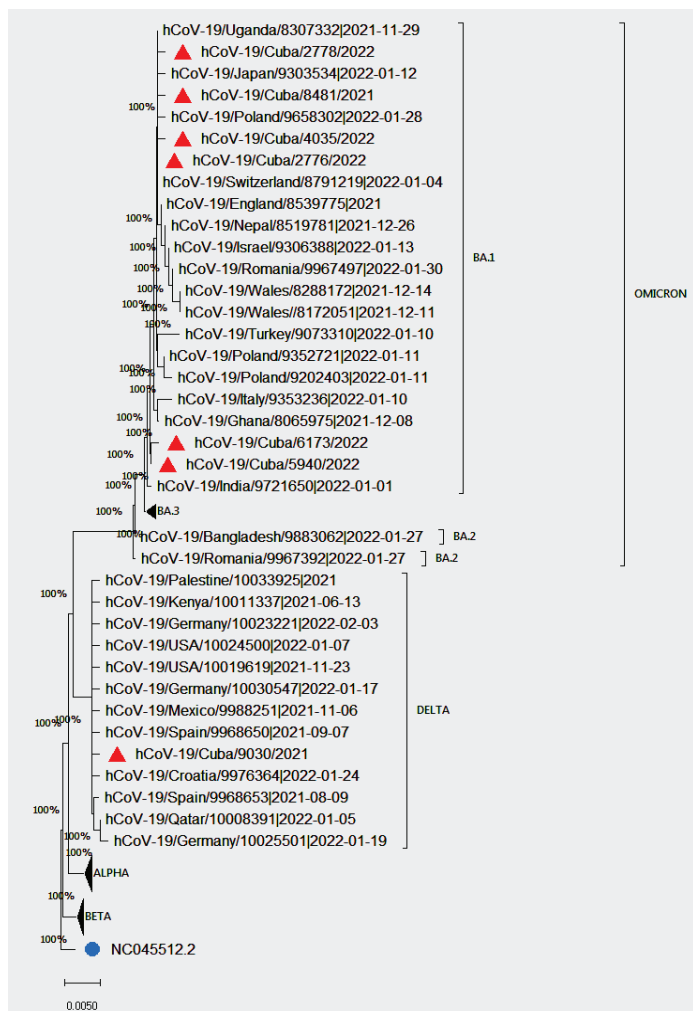 hCoV-19/Uganda/8307332|2021-11-29
hCoV-19/Cuba/2778/2022
hCoV-19/Japan/9303534|2022-01-12
hCoV-19/Cuba/8481/2021
100%
hCoV-19/Poland/9658302|2022-01-28
hCoV-19/Cuba/4035/2022
hCoV-19/Cuba/2776/2022
hCoV-19/Switzerland/8791219|2022-01-04
hCoV-19/England/8539775|2021
100%
hCoV-19/Nepal/8519781|2021-12-26
100%
hCoV-19/Israel/9306388|2022-01-13
BA.1
100%
hCoV-19/Romania/9967497|2022-01-30
100%
hCoV-19/Wales/8288172|2021-12-14
OMICRON
100%
100%
hCoV-19/Wales//8172051|2021-12-11
100%
hCoV-19/Turkey/9073310|2022-01-10
100%
hCoV-19/Poland/9352721|2022-01-11
100%
100%
hCoV-19/Poland/9202403|2022-01-11
100%
hCoV-19/Italy/9353236|2022-01-10
100%
hCoV-19/Ghana/8065975|2021-12-08
100%
hCoV-19/Cuba/6173/2022
100%
hCoV-19/Cuba/5940/2022
100%
100%
hCoV-19/India/9721650|2022-01-01
100%
BA.3
100%
hCoV-19/Bangladesh/9883062|2022-01-27
BA.2
hCoV-19/Romania/9967392|2022-01-27
BA.2
hCoV-19/Palestine/10033925|2021
100%
hCoV-19/Kenya/10011337|2021-06-13
hCoV-19/Germany/10023221|2022-02-03
hCoV-19/USA/10024500|2022-01-07
hCoV-19/USA/10019619|2021-11-23
hCoV-19/Germany/10030547|2022-01-17
hCoV-19/Mexico/9988251|2021-11-06
DELTA
100%
100%
hCoV-19/Spain/9968650|2021-09-07
hCoV-19/Cuba/9030/2021
hCoV-19/Croatia/9976364|2022-01-24
hCoV-19/Spain/9968653|2021-08-09
hCoV-19/Qatar/10008391|2022-01-05
100%
100%
hCoV-19/Germany/10025501|2022-01-19
100%
ALPHA
100%
100%
BETA
100%
NC045512.2
0.0050